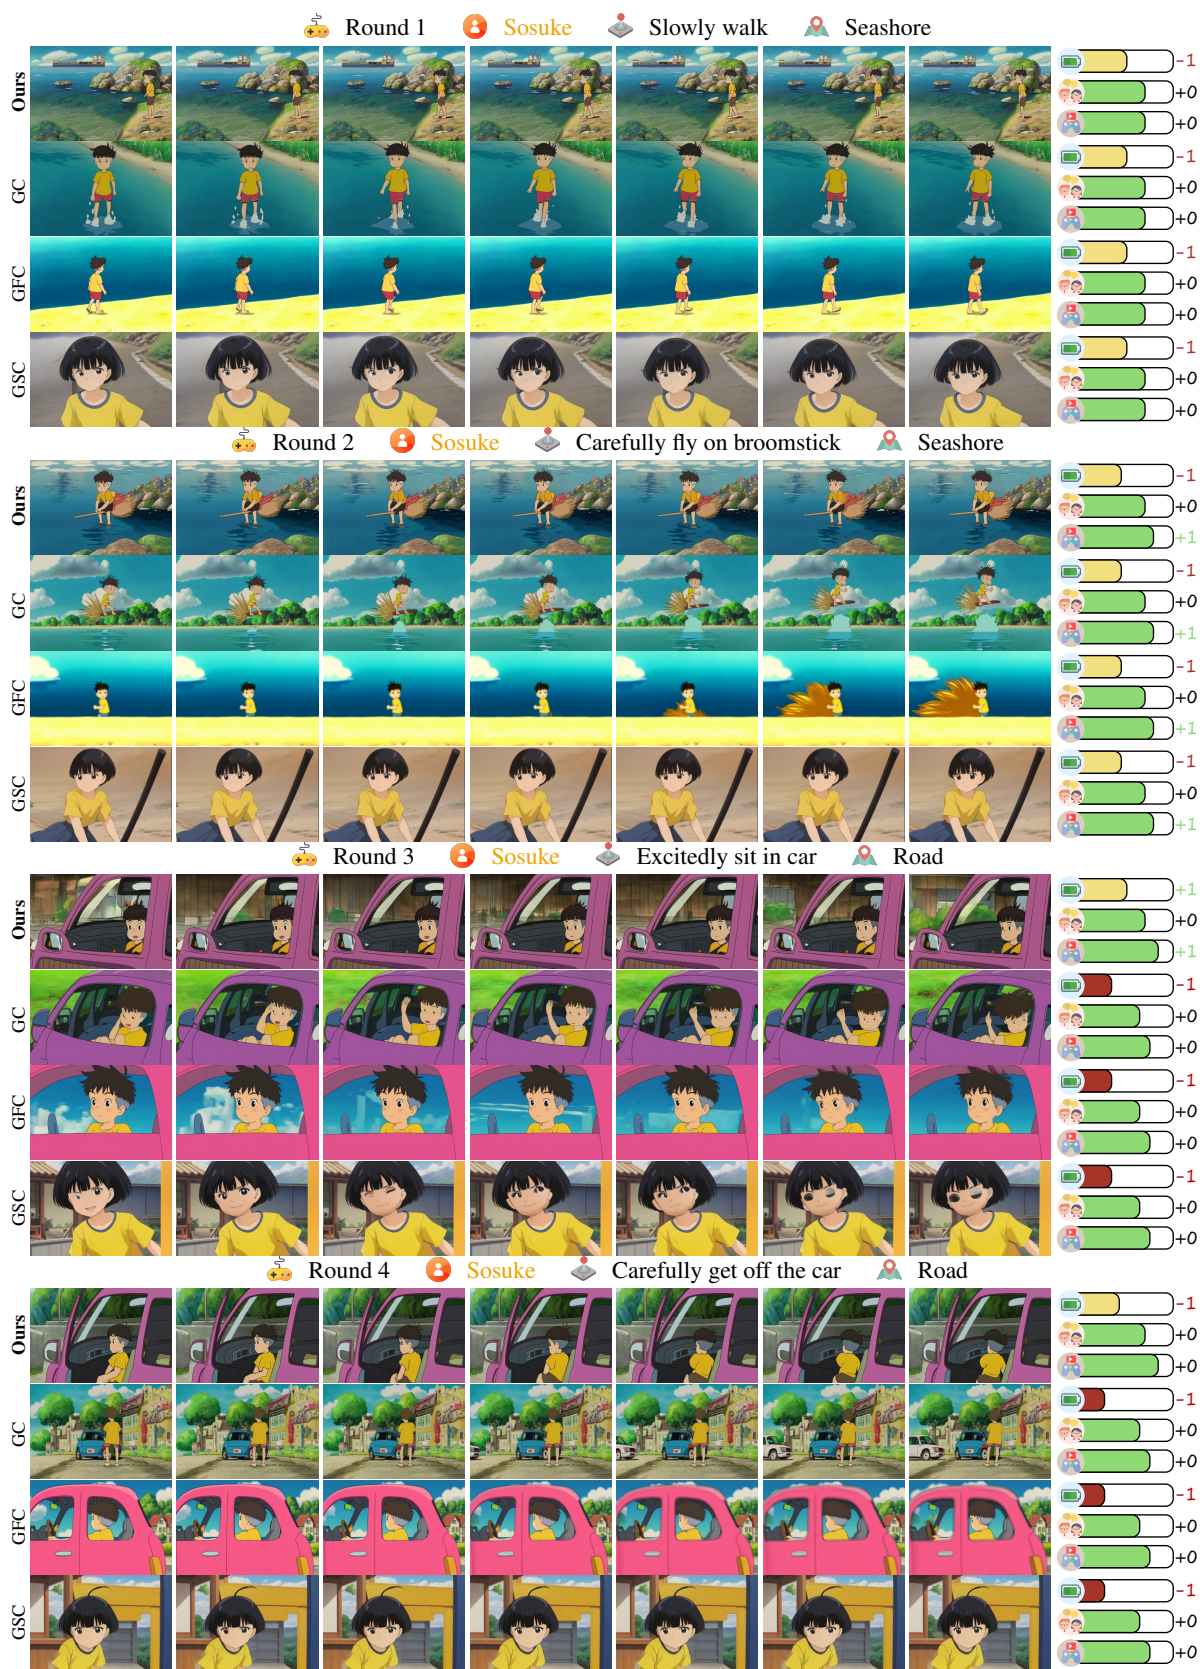 Round 1 Sosuke Slowly walk Seashore
Ours
-1
+0
+0
GC
-1
+0
+0
GFC
-1
+0
+0
GSC
-1
+0
+0
Round 2 Sosuke Carefully fly on broomstick Seashore
Ours
-1
+0
+1
GC
-1
+0
+1
GFC
-1
+0
+1
GSC
-1
+0
+1
Round 3 Sosuke Excitedly sit in car Road
Ours
+1
+0
+1
GC
-1
+0
+0
GFC
-1
+0
+0
GSC
-1
+0
+0
Round 4 Sosuke Carefully get off the car Road
Ours
-1
+0
+0
GC
-1
+0
+0
GFC
-1
+0
+0
GSC
-1
+0
+0